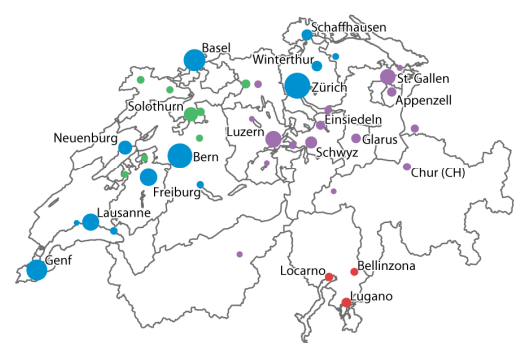 Schaffhausen
Basel
Winterthur
St. Gallen
Zürich
Appenzell
Solothurn
Einsiedeln
Luzern
Neuenburg
Glarus
Schwyz
Bern
Chur (CH)
Freiburg
Lausanne
Genf
Bellinzona
Locarno
Lugano